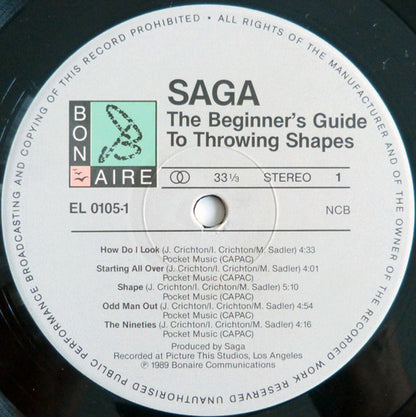 PUBLIC PERFORMANCE BROADCASTING AND COPYING OF THIS RECORD PROHIBITED • ALL RIGHTS OF THE MANUFACTURER AND OF THE OWNER OF THE RECORDED WORK RESERVED UNAUTHORISED
BON
AIRE
SAGA
The Beginner's Guide
To Throwing Shapes
33⅓ STEREO 1
EL 0105-1
NCB
How Do I Look (J. Crichton/I. Crichton/M. Sadler) 4:33
Pocket Music (CAPAC)
Starting All Over (J. Crichton/I. Crichton/M. Sadler) 4:01
Pocket Music (CAPAC)
Shape (J. Crichton/I. Crichton/M. Sadler) 5:10
Pocket Music (CAPAC)
Odd Man Out (J. Crichton/I. Crichton/M. Sadler) 4:54
Pocket Music (CAPAC)
The Nineties (J. Crichton/I. Crichton/M. Sadler) 4:16
Pocket Music (CAPAC)
Produced by Saga
Recorded at Picture This Studios, Los Angeles
℗ 1989 Bonaire Communications